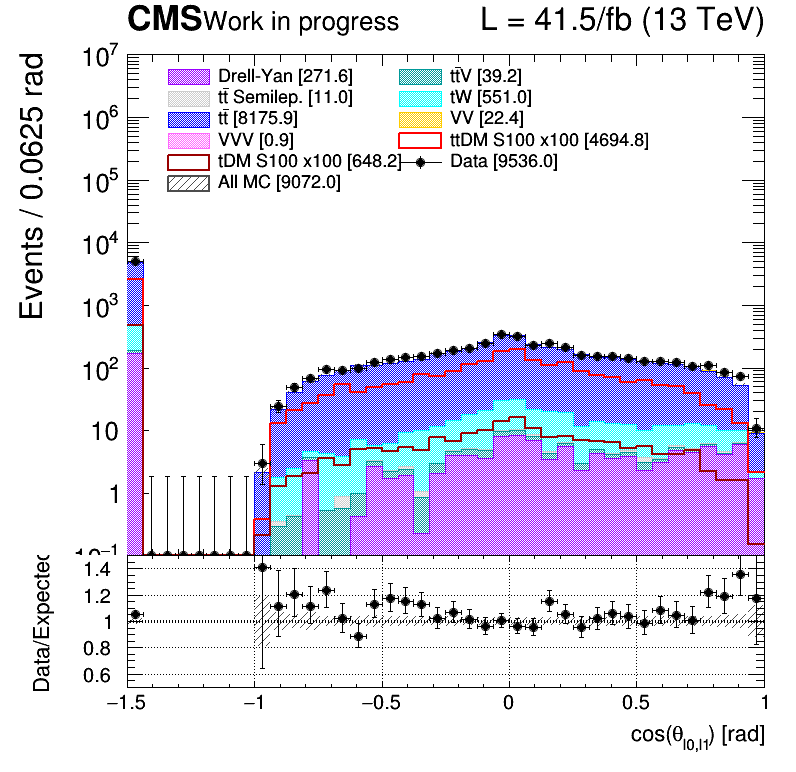 CMS Work in progress L = 41.5/fb (13 TeV)
Events / 0.0625 rad
10⁷
10⁶
10⁵
10⁴
10³
10²
10
1
10⁻¹
Drell-Yan [271.6]
tt̄V [39.2]
tt̄ Semilep. [11.0]
tW [551.0]
tt̄ [8175.9]
VV [22.4]
VVV [0.9]
ttDM S100 x100 [4694.8]
tDM S100 x100 [648.2]
Data [9536.0]
All MC [9072.0]
Data/Expected
1.4
1.2
1
0.8
0.6
−1.5 −1 −0.5 0 0.5 1
cos(θ_l0,l1) [rad]